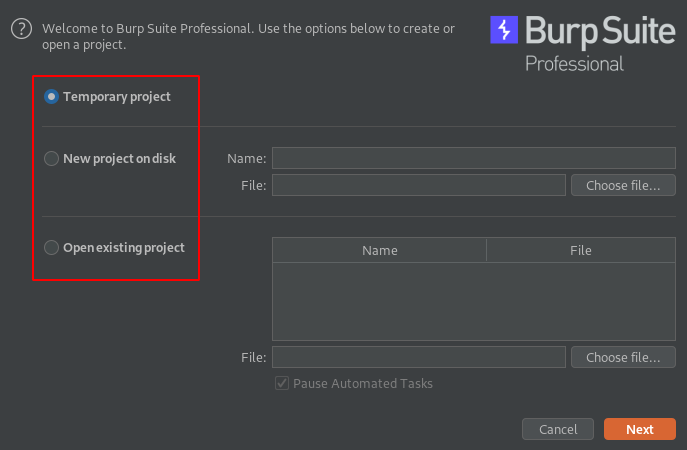 ?
Welcome to Burp Suite Professional. Use the options below to create or
open a project.
Burp Suite
Professional
Temporary project
New project on disk
Name:
File:
Choose file...
Open existing project
Name
File
File:
Choose file...
Pause Automated Tasks
Cancel
Next